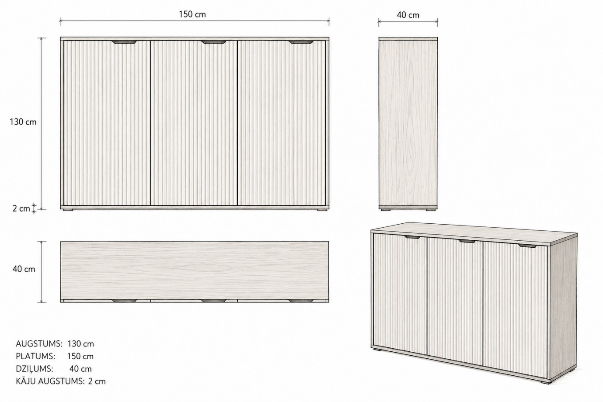 150 cm
40 cm
130 cm
2 cm
40 cm
AUGSTUMS: 130 cm
PLATUMS: 150 cm
DZIĻUMS: 40 cm
KĀJU AUGSTUMS: 2 cm